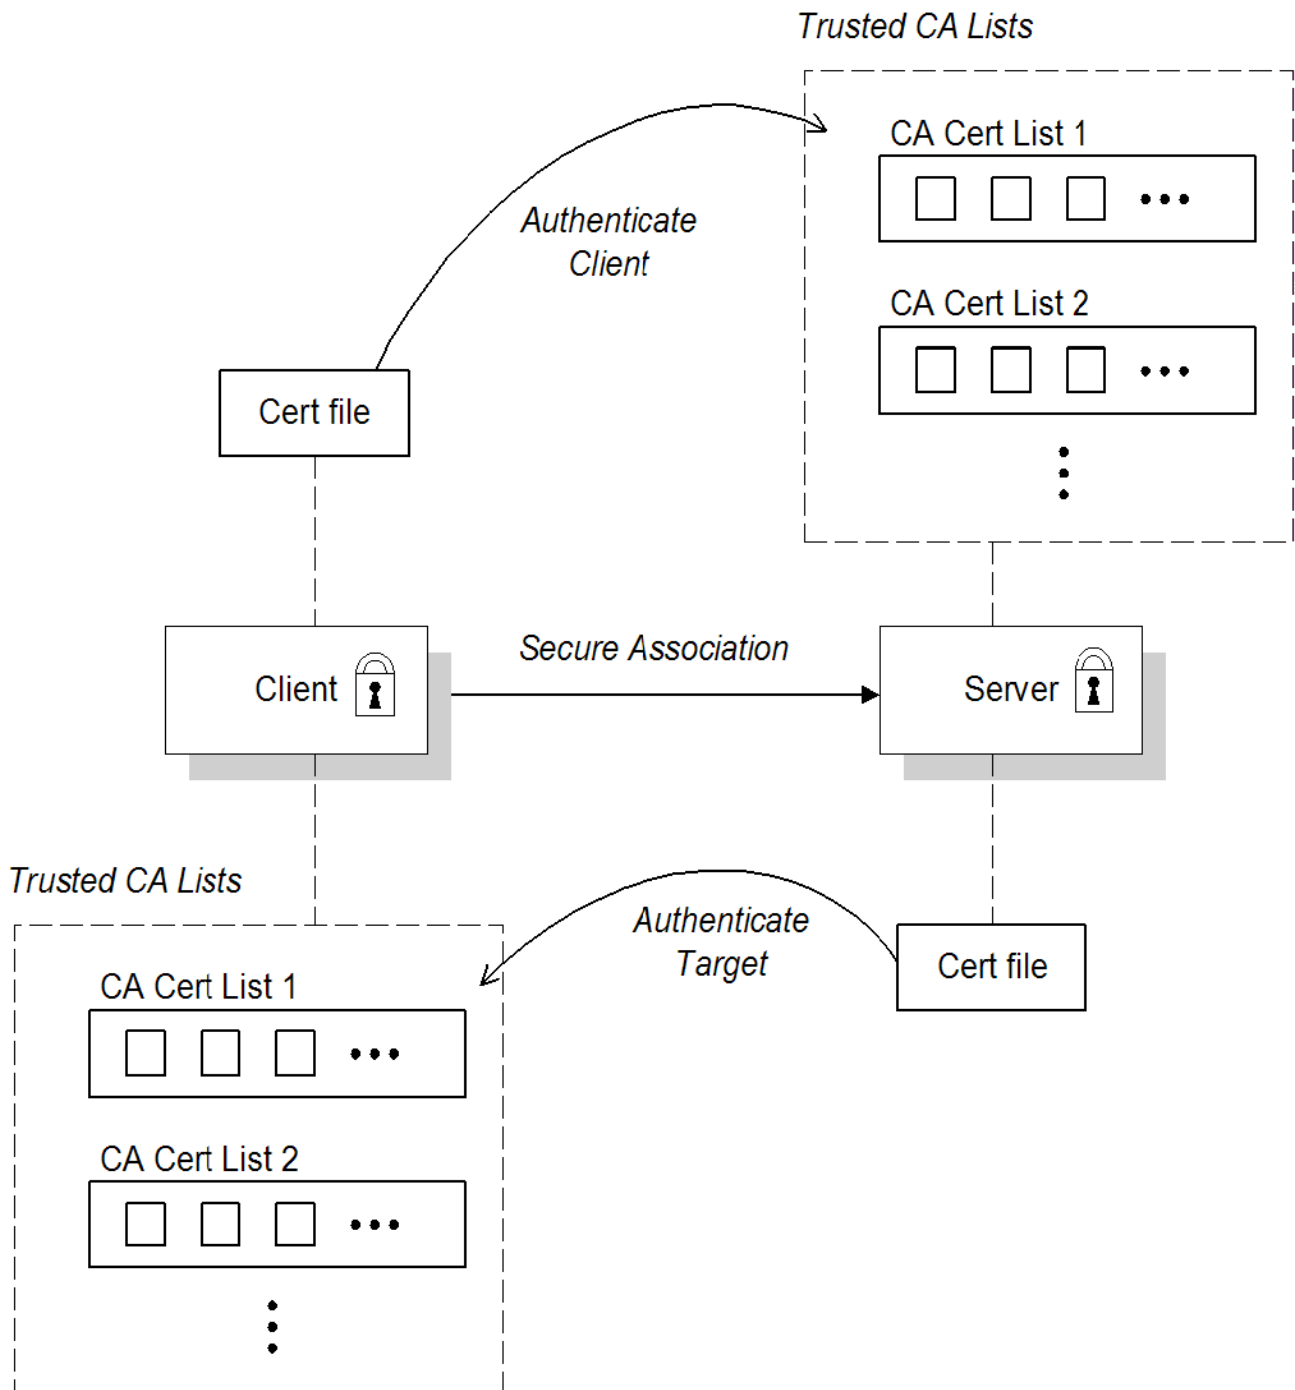 Trusted CA Lists
CA Cert List 1
Authenticate
Client
CA Cert List 2
Cert file
Secure Association
Client
Server
Trusted CA Lists
Authenticate
Target
Cert file
CA Cert List 1
CA Cert List 2